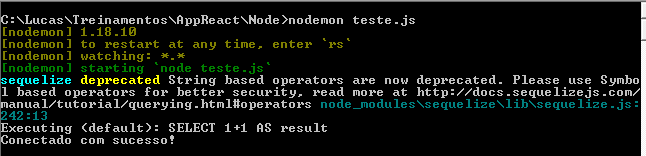 C:\Lucas\Treinamentos\AppReact\Node>nodemon teste.js
[nodemon] 1.18.10
[nodemon] to restart at any time, enter `rs`
[nodemon] watching: *.*
[nodemon] starting `node teste.js`
sequelize deprecated String based operators are now deprecated. Please use Symbo
l based operators for better security, read more at http://docs.sequelizejs.com/
manual/tutorial/querying.html#operators node_modules\sequelize\lib\sequelize.js:
242:13
Executing (default): SELECT 1+1 AS result
Conectado com sucesso!